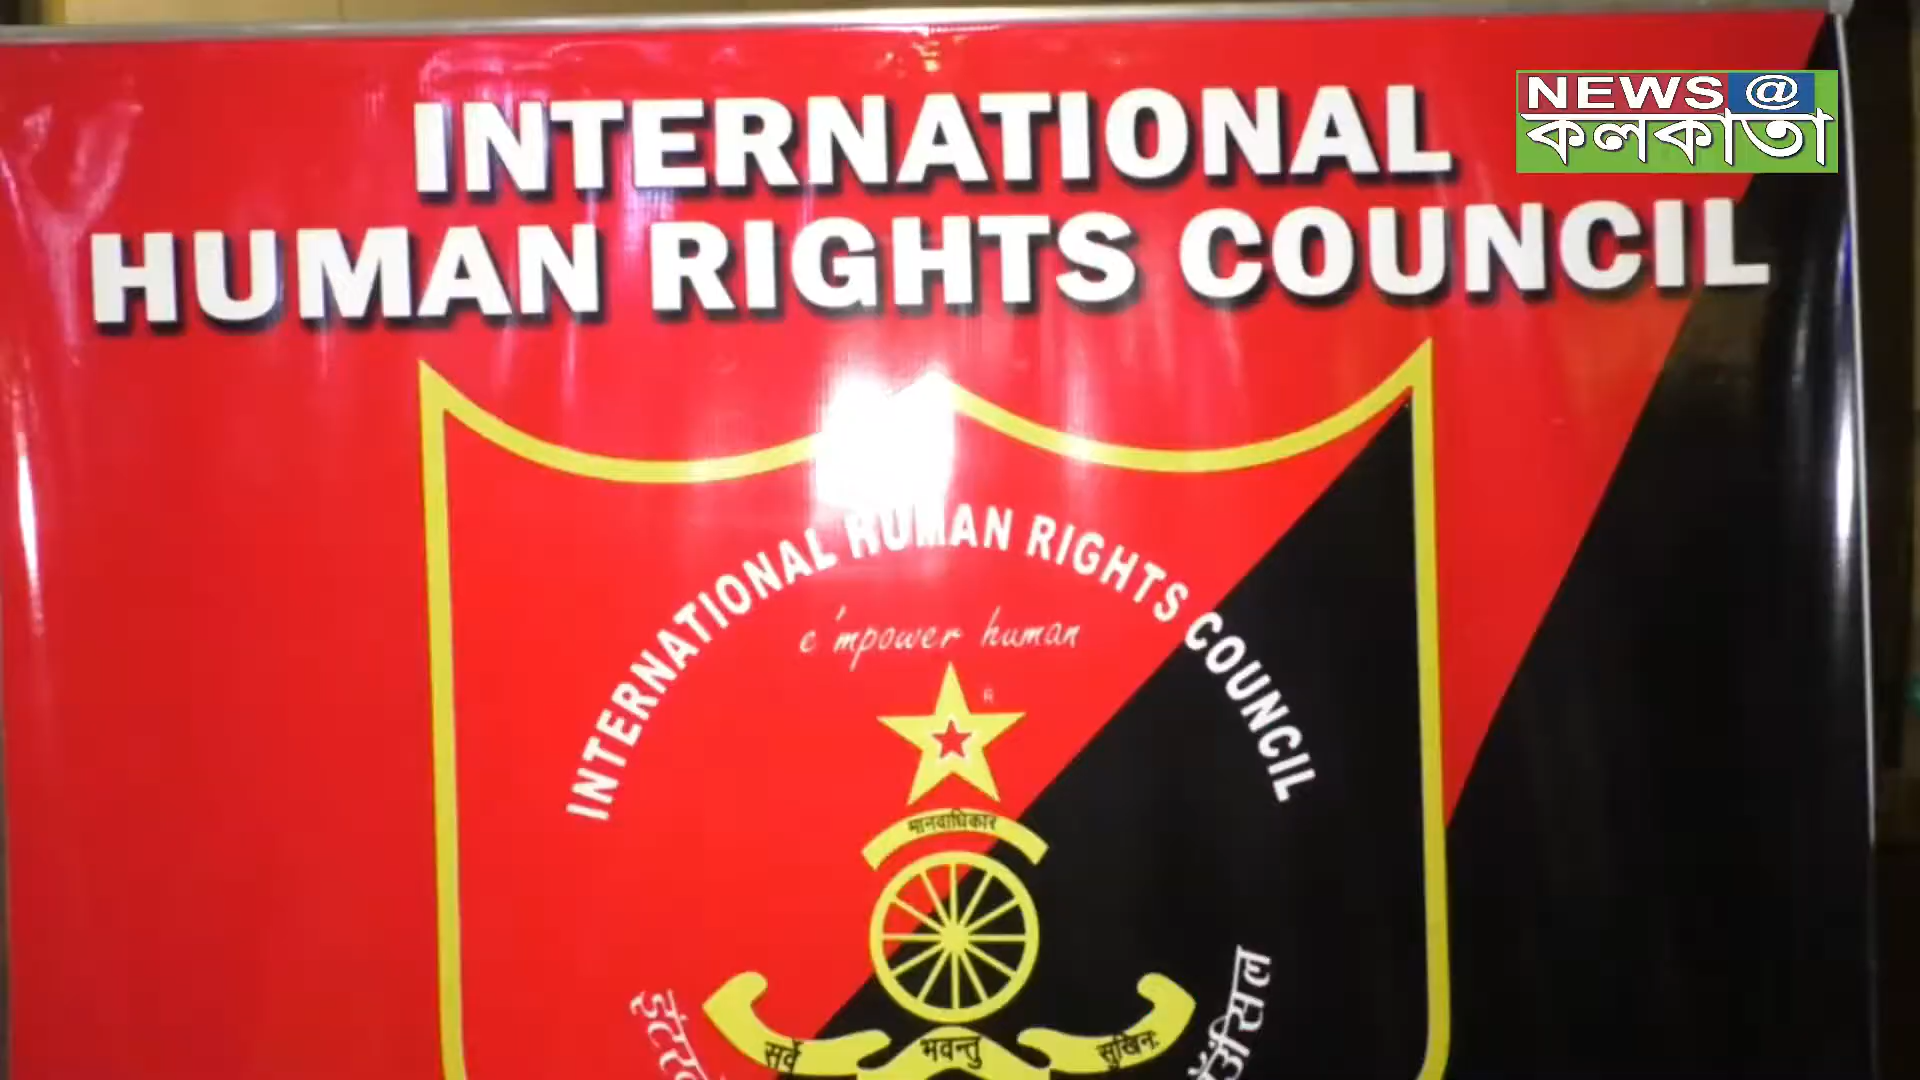 NEWS@
কলকাতা
INTERNATIONAL
HUMAN RIGHTS COUNCIL
INTERNATIONAL HUMAN RIGHTS COUNCIL
e'mpower human
मानवाधिकार
सर्वे भवन्तु सुखिनः